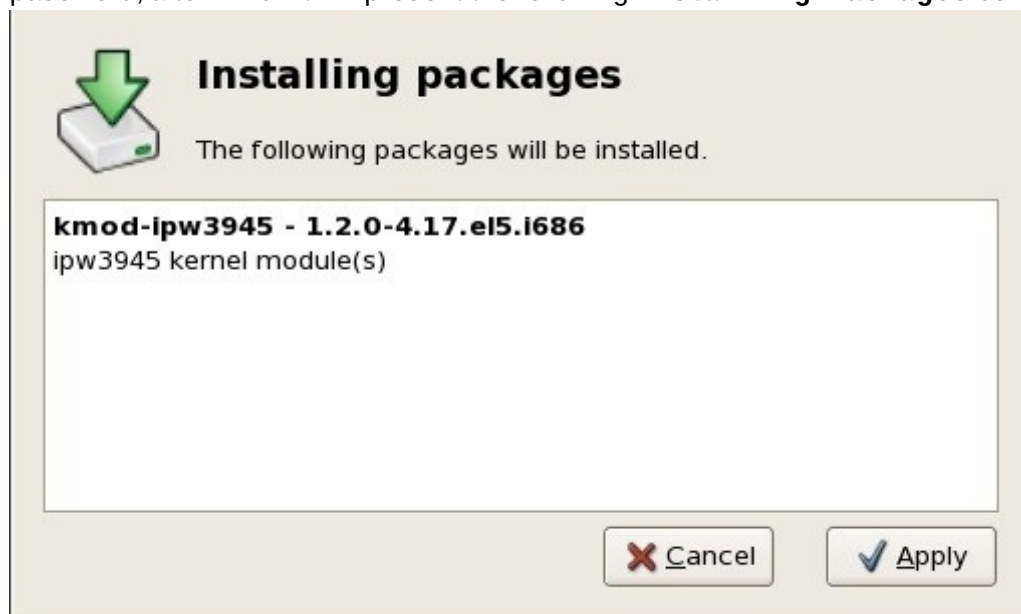 Installing packages
The following packages will be installed.
kmod-ipw3945 - 1.2.0-4.17.el5.i686
ipw3945 kernel module(s)
Cancel
Apply